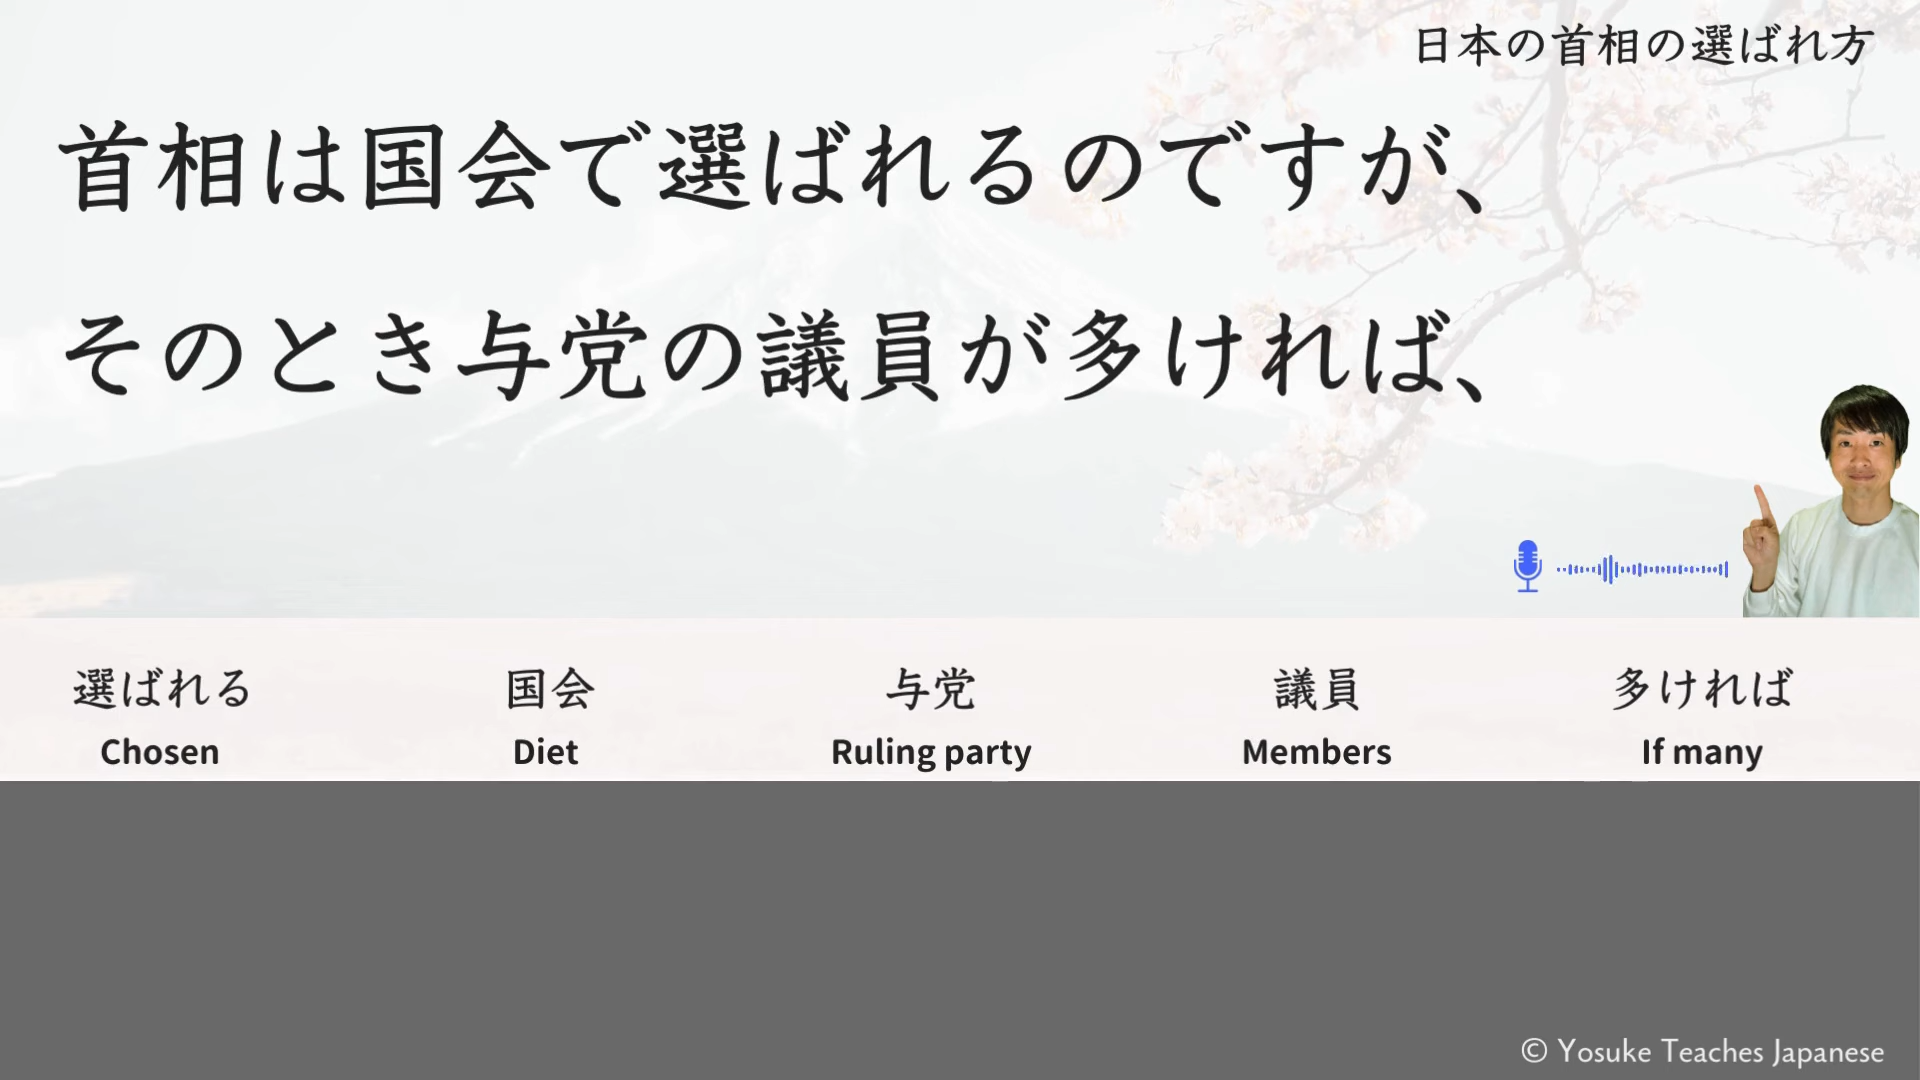 日本の首相の選ばれ方
首相は国会で選ばれるのですが、
そのとき与党の議員が多ければ、
選ばれる 国会 与党 議員 多ければ
Chosen Diet Ruling party Members If many
© Yosuke Teaches Japanese